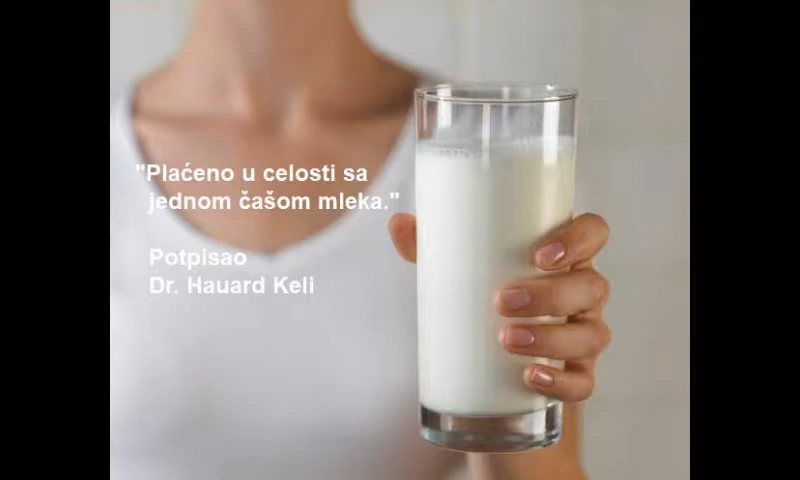 "Plaćeno u celosti sa
jednom čašom mleka."
Potpisao
Dr. Hauard Keli